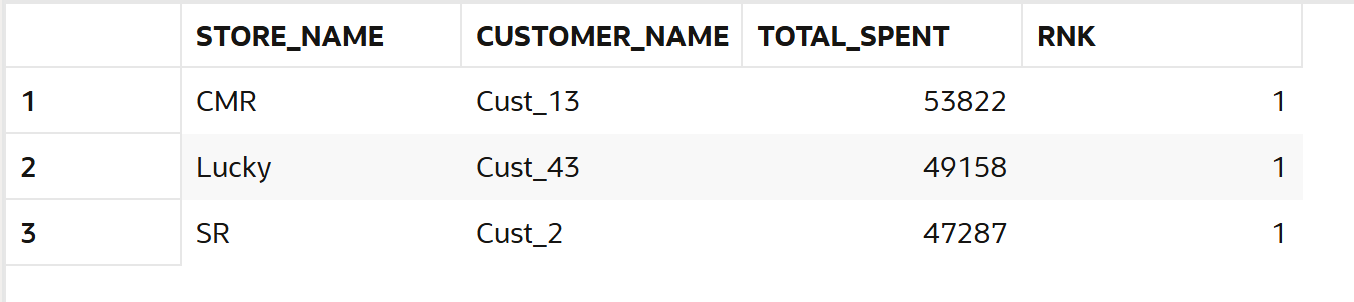 STORE_NAME CUSTOMER_NAME TOTAL_SPENT RNK
1 CMR Cust_13 53822 1
2 Lucky Cust_43 49158 1
3 SR Cust_2 47287 1